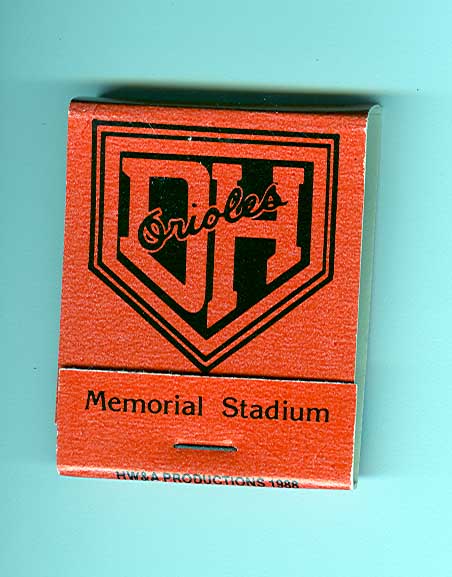 DH
Orioles
Memorial Stadium
HW&A PRODUCTIONS 1988